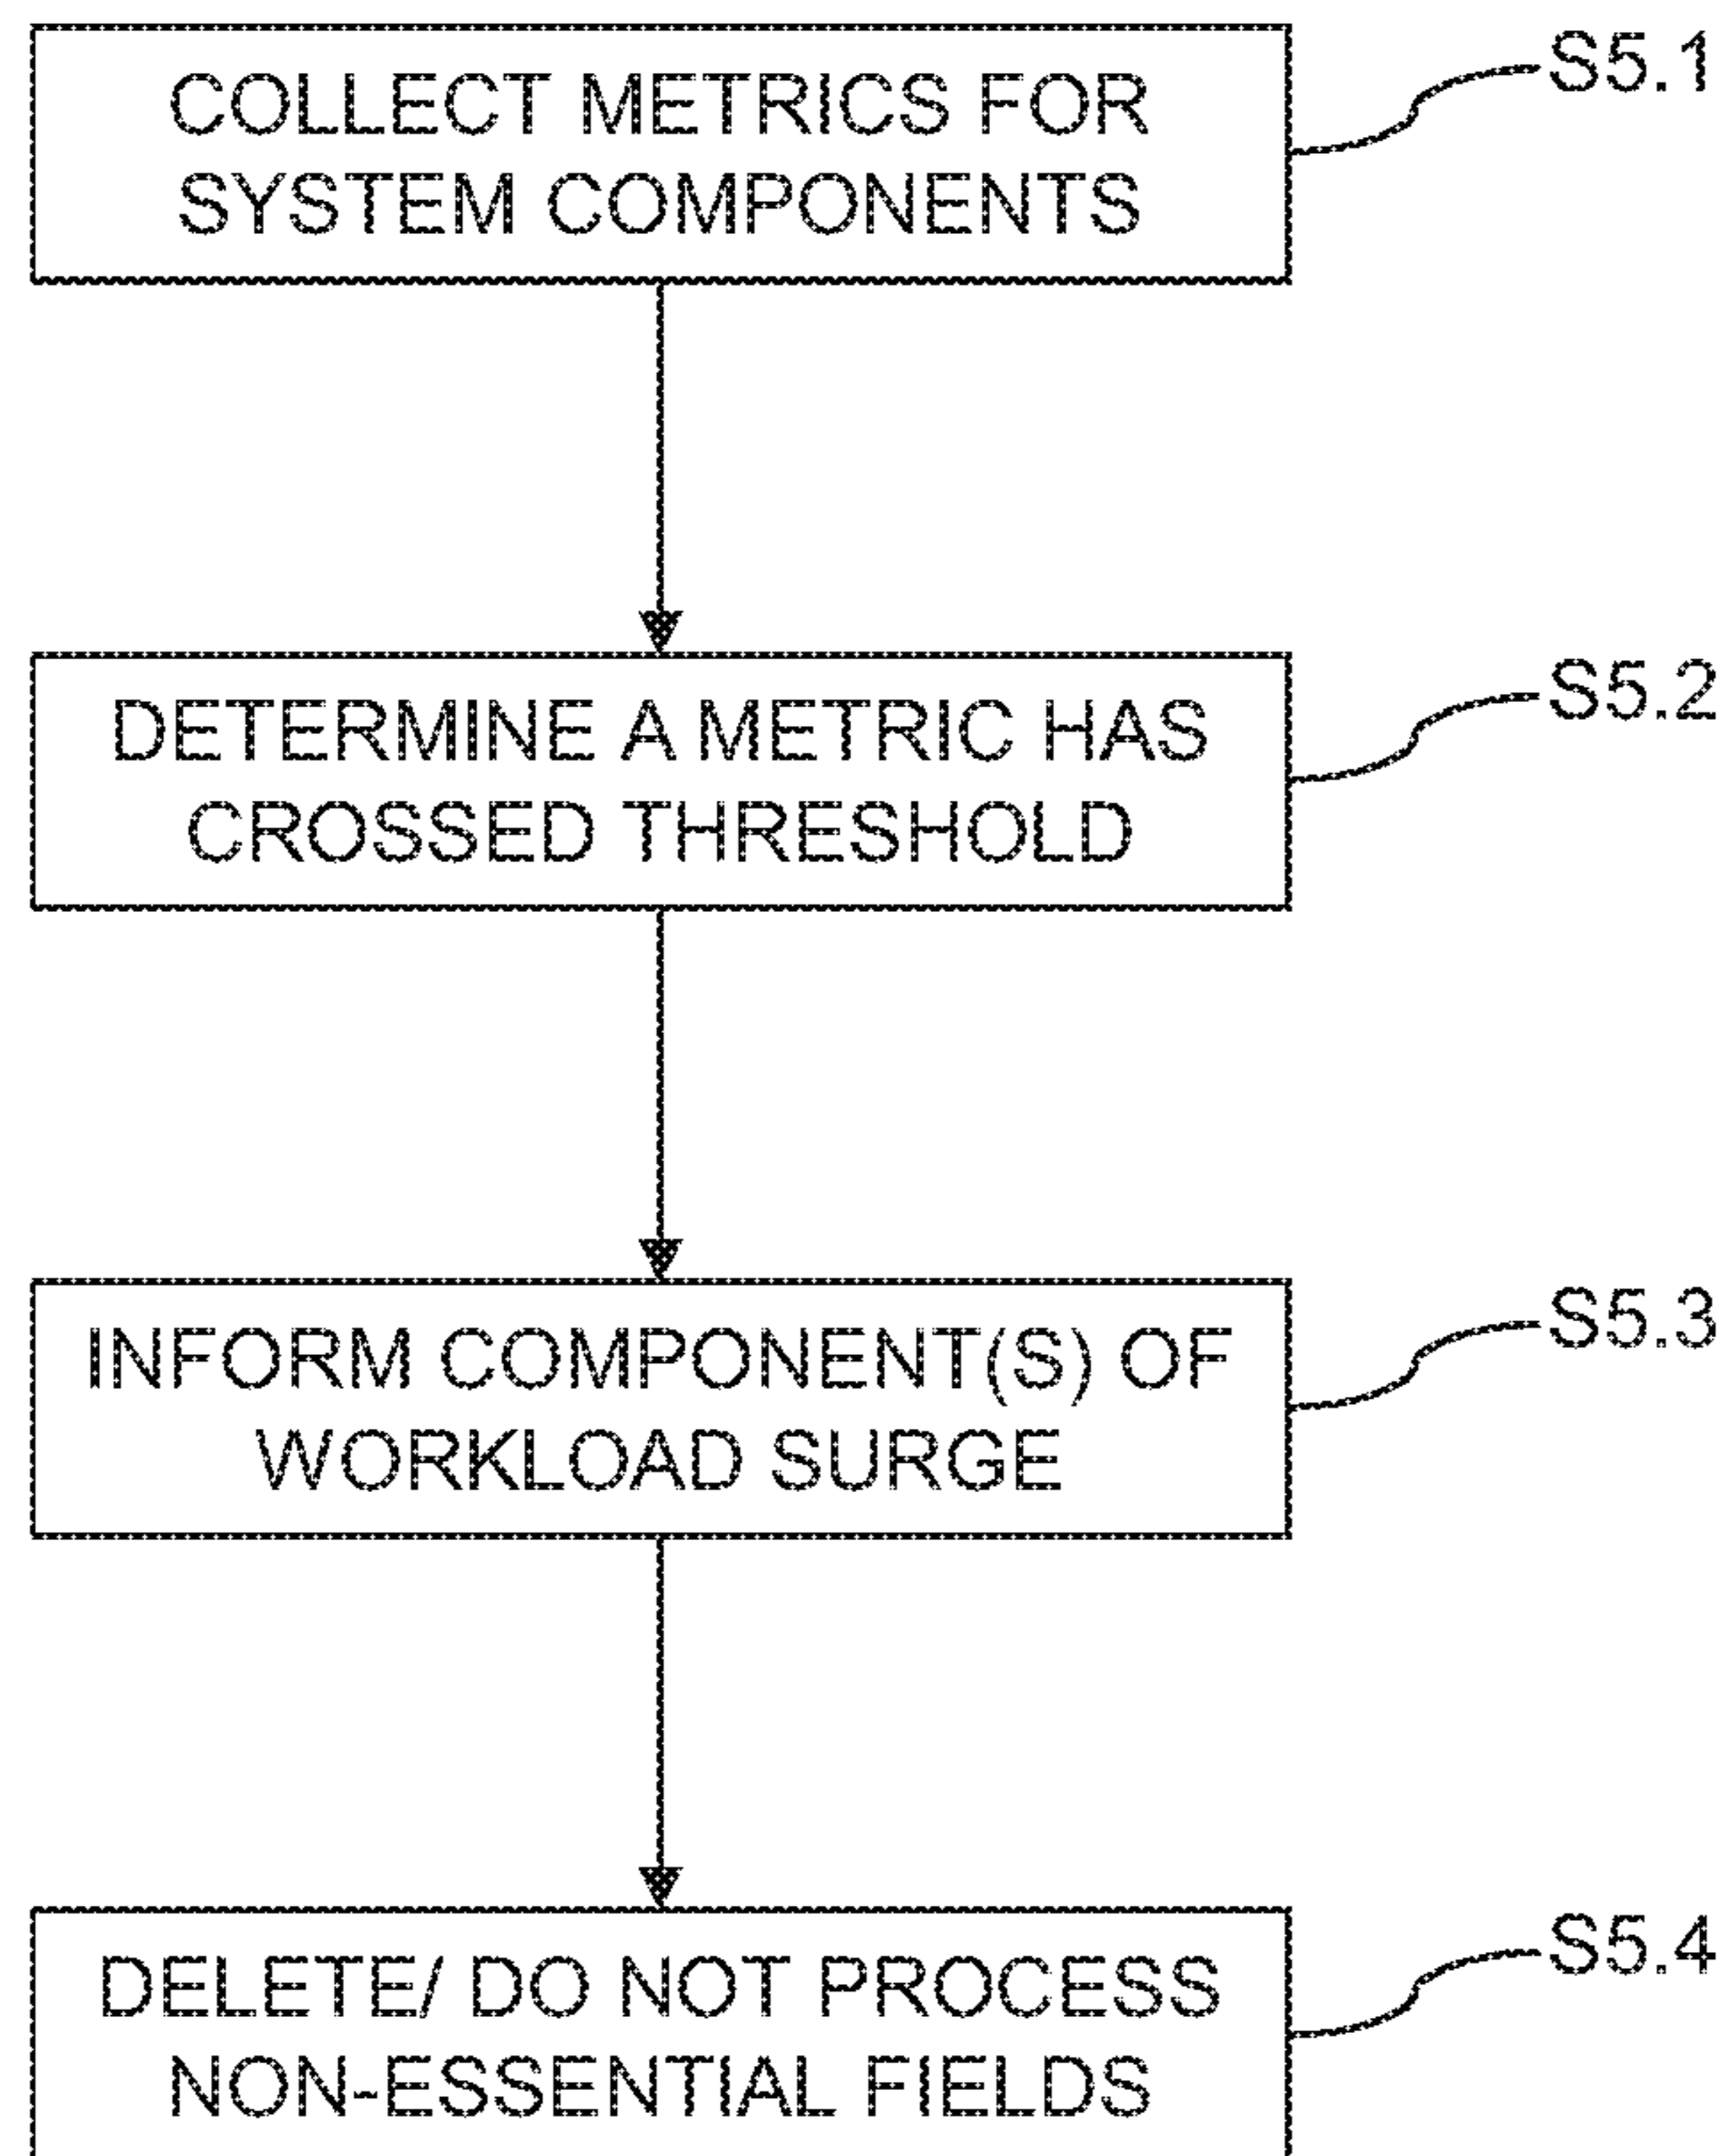 COLLECT METRICS FOR
SYSTEM COMPONENTS
S5.1
DETERMINE A METRIC HAS
CROSSED THRESHOLD
S5.2
INFORM COMPONENT(S) OF
WORKLOAD SURGE
S5.3
DELETE/ DO NOT PROCESS
NON-ESSENTIAL FIELDS
S5.4